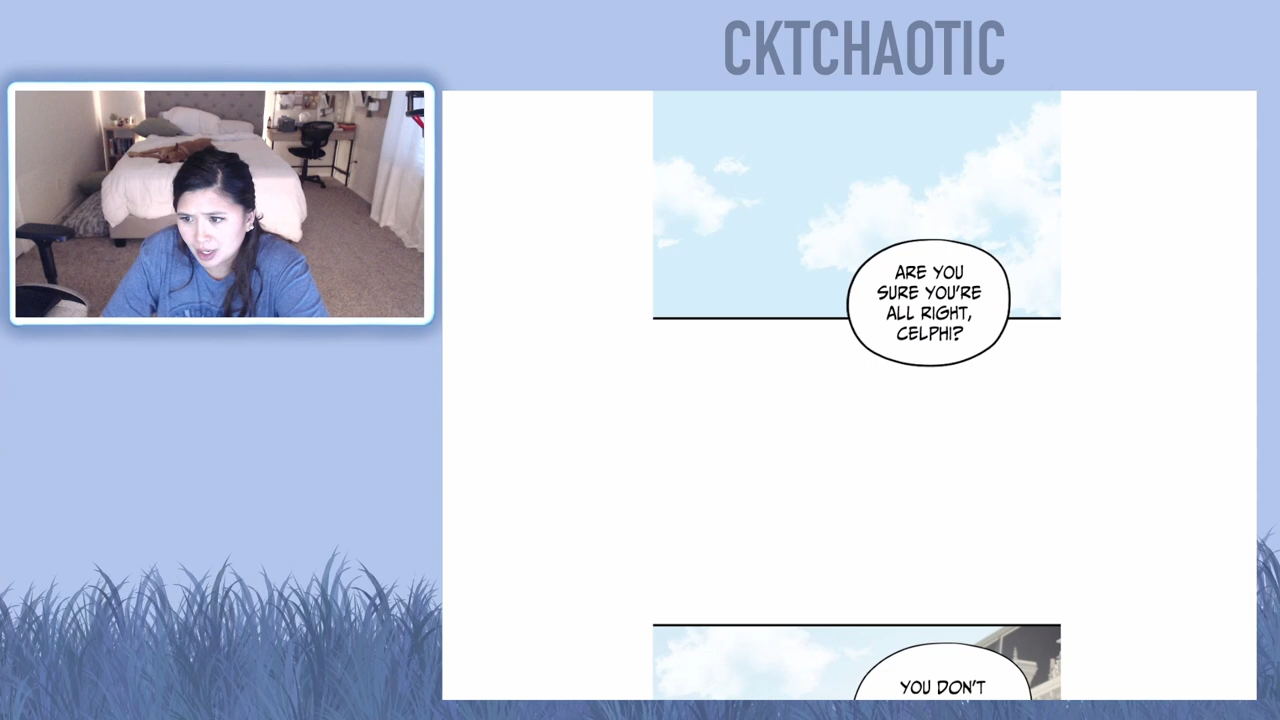 CKTCHAOTIC
ARE YOU
SURE YOU'RE
ALL RIGHT,
CELPHI?
YOU DON'T